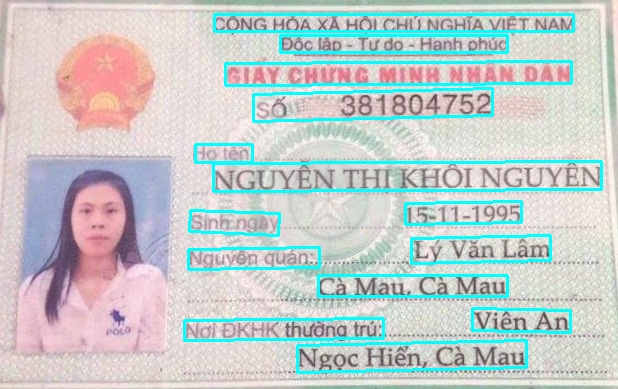 CỘNG HÒA XÃ HỘI CHỦ NGHĨA VIỆT NAM
Độc lập - Tự do - Hạnh phúc
GIẤY CHỨNG MINH NHÂN DÂN
SỐ 381804752
Họ tên
NGUYỄN THỊ KHÔI NGUYÊN
Sinh ngày 15-11-1995
Nguyên quán: Lý Văn Lâm
Cà Mau, Cà Mau
Nơi ĐKHK thường trú: Viên An
Ngọc Hiển, Cà Mau
POLO